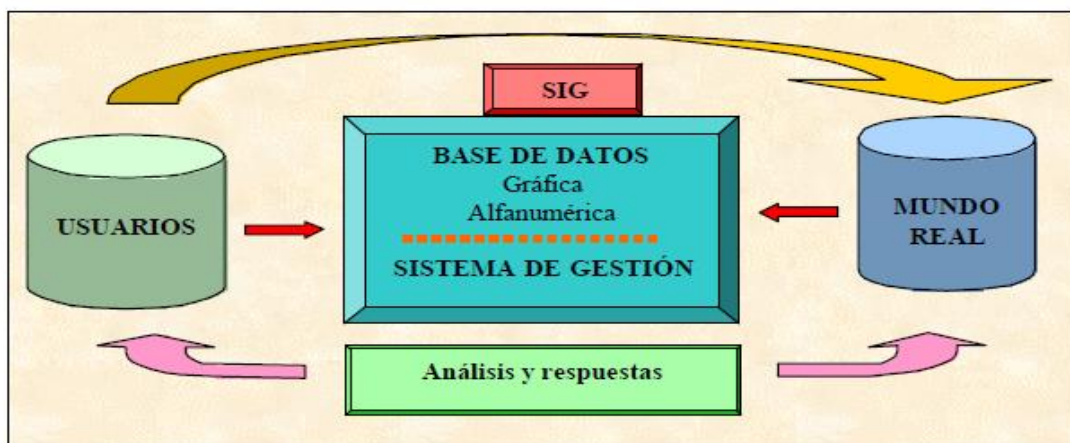 SIG
BASE DE DATOS
Gráfica
Alfanumérica
SISTEMA DE GESTIÓN
USUARIOS
MUNDO
REAL
Análisis y respuestas